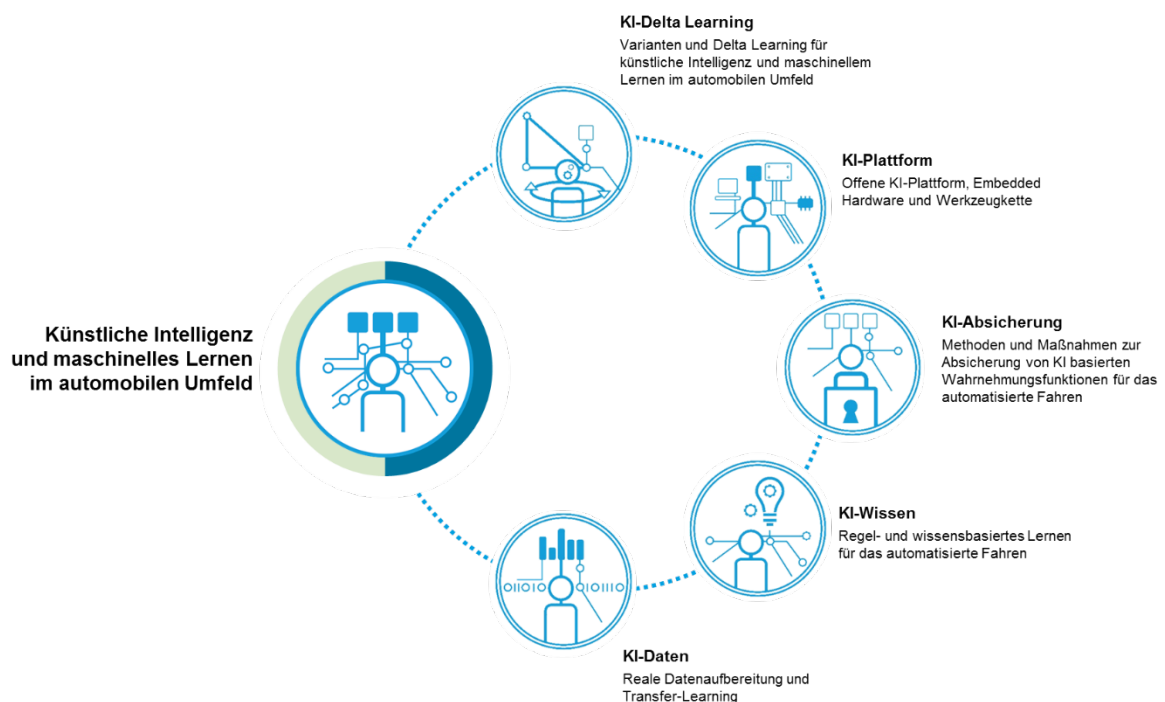 KI-Delta Learning
Varianten und Delta Learning für
künstliche Intelligenz und maschinellem
Lernen im automobilen Umfeld
KI-Plattform
Offene KI-Plattform, Embedded
Hardware und Werkzeugkette
Künstliche Intelligenz
und maschinelles Lernen
im automobilen Umfeld
KI-Absicherung
Methoden und Maßnahmen zur
Absicherung von KI basierten
Wahrnehmungsfunktionen für das
automatisierte Fahren
KI-Wissen
Regel- und wissensbasiertes Lernen
für das automatisierte Fahren
KI-Daten
Reale Datenaufbereitung und
Transfer-Learning